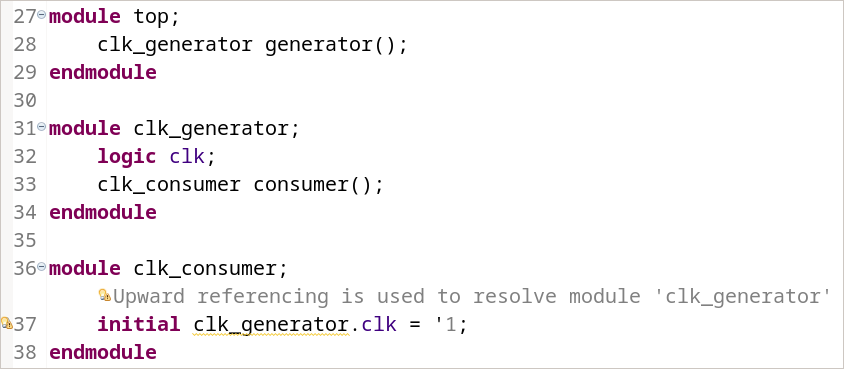 27 module top;
28     clk_generator generator();
29 endmodule
30
31 module clk_generator;
32     logic clk;
33     clk_consumer consumer();
34 endmodule
35
36 module clk_consumer;
Upward referencing is used to resolve module 'clk_generator'
37     initial clk_generator.clk = '1;
38 endmodule